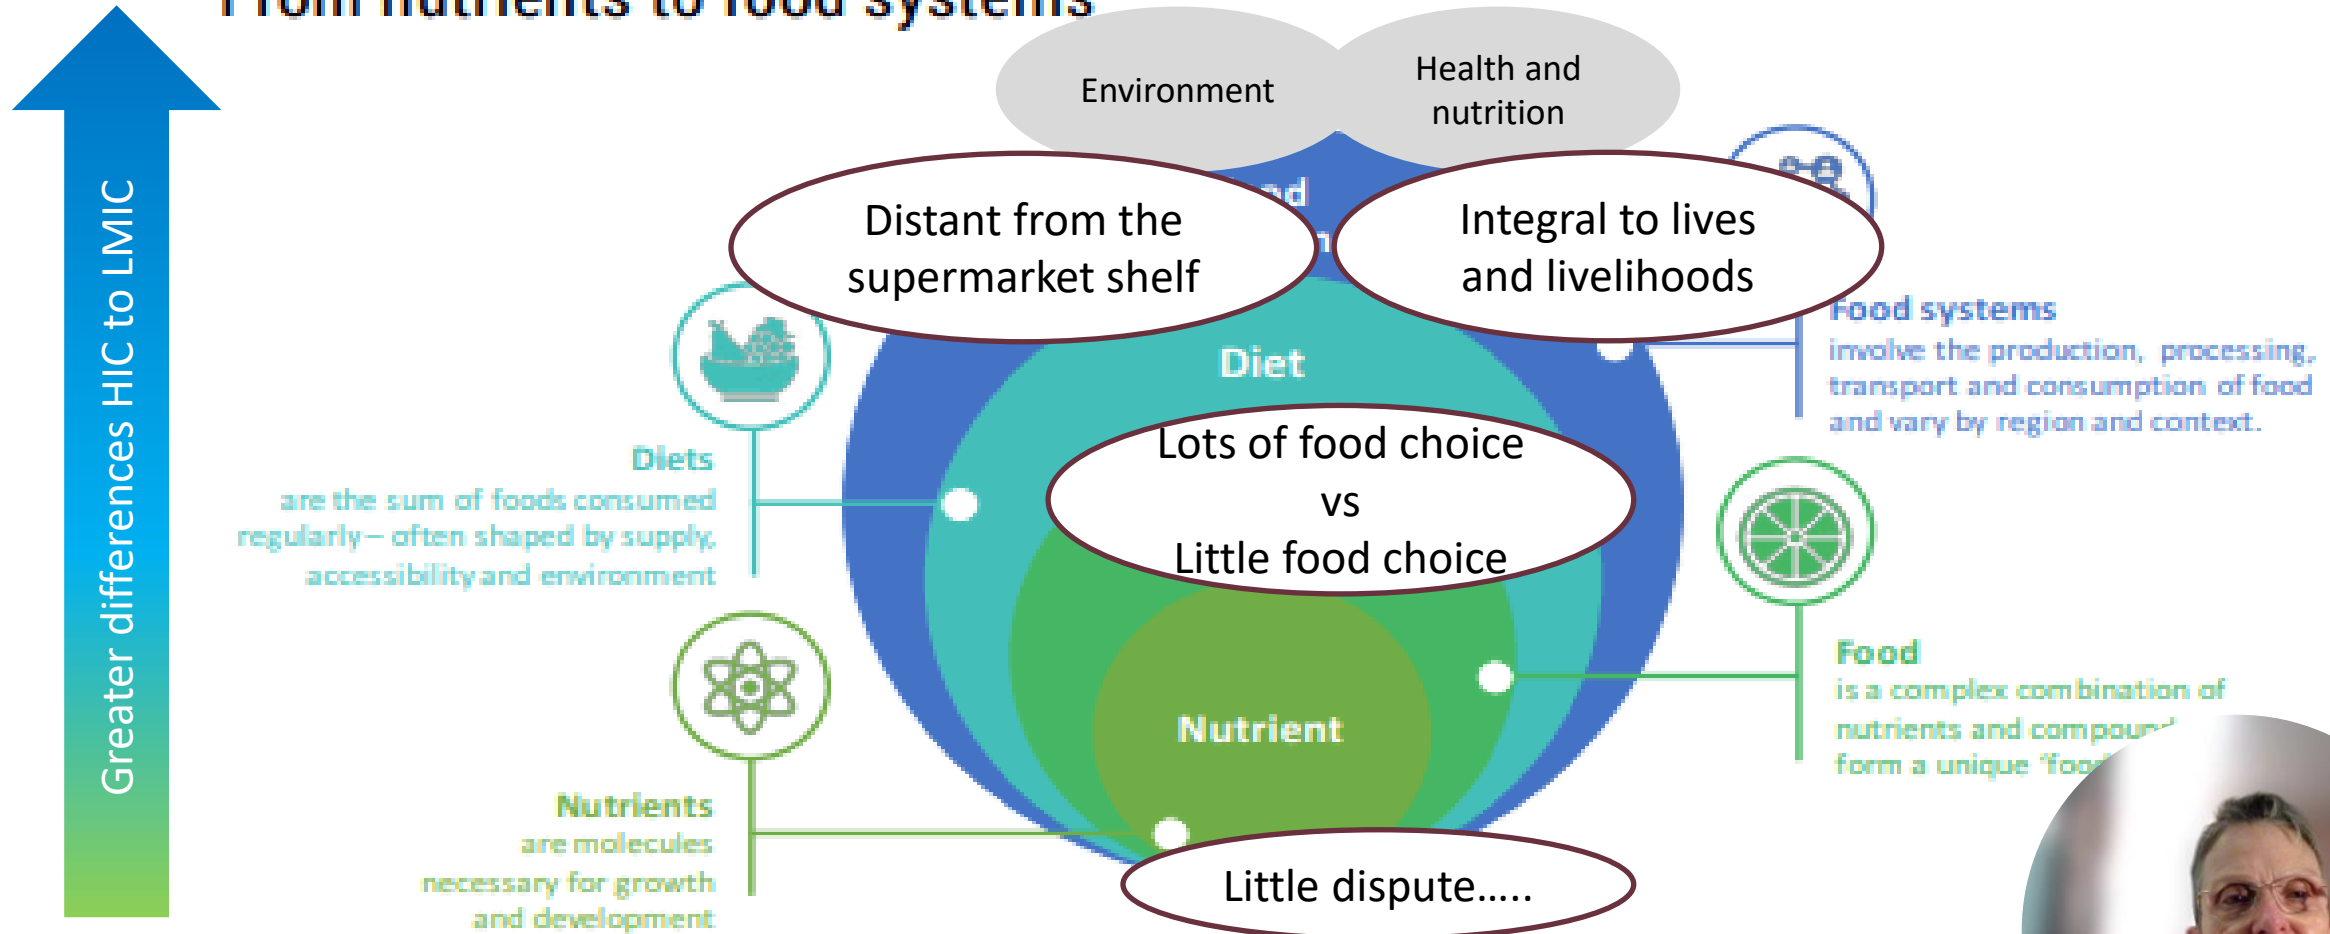 From nutrients to food systems
Environment
Health and
nutrition
Greater differences HIC to LMIC
Distant from the
supermarket shelf
Integral to lives
and livelihoods
Food systems
involve the production, processing,
transport and consumption of food
and vary by region and context.
Diet
Lots of food choice
vs
Little food choice
Diets
are the sum of foods consumed
regularly – often shaped by supply,
accessibility and environment
Food
is a complex combination of
nutrients and
form a unique
Nutrient
Nutrients
are molecules
necessary for growth
and development
Little dispute.....